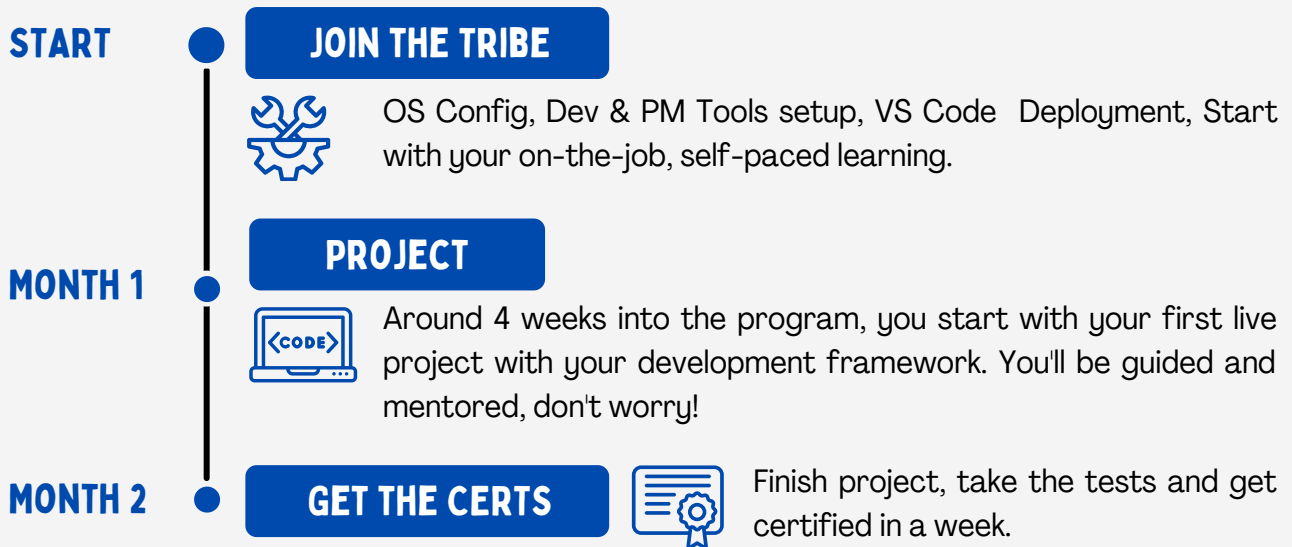 START
JOIN THE TRIBE
OS Config, Dev & PM Tools setup, VS Code Deployment, Start
with your on-the-job, self-paced learning.
PROJECT
MONTH 1
Around 4 weeks into the program, you start with your first live
<CODE>
project with your development framework. You'll be guided and
mentored, don't worry!
MONTH 2
GET THE CERTS
Finish project, take the tests and get
certified in a week.